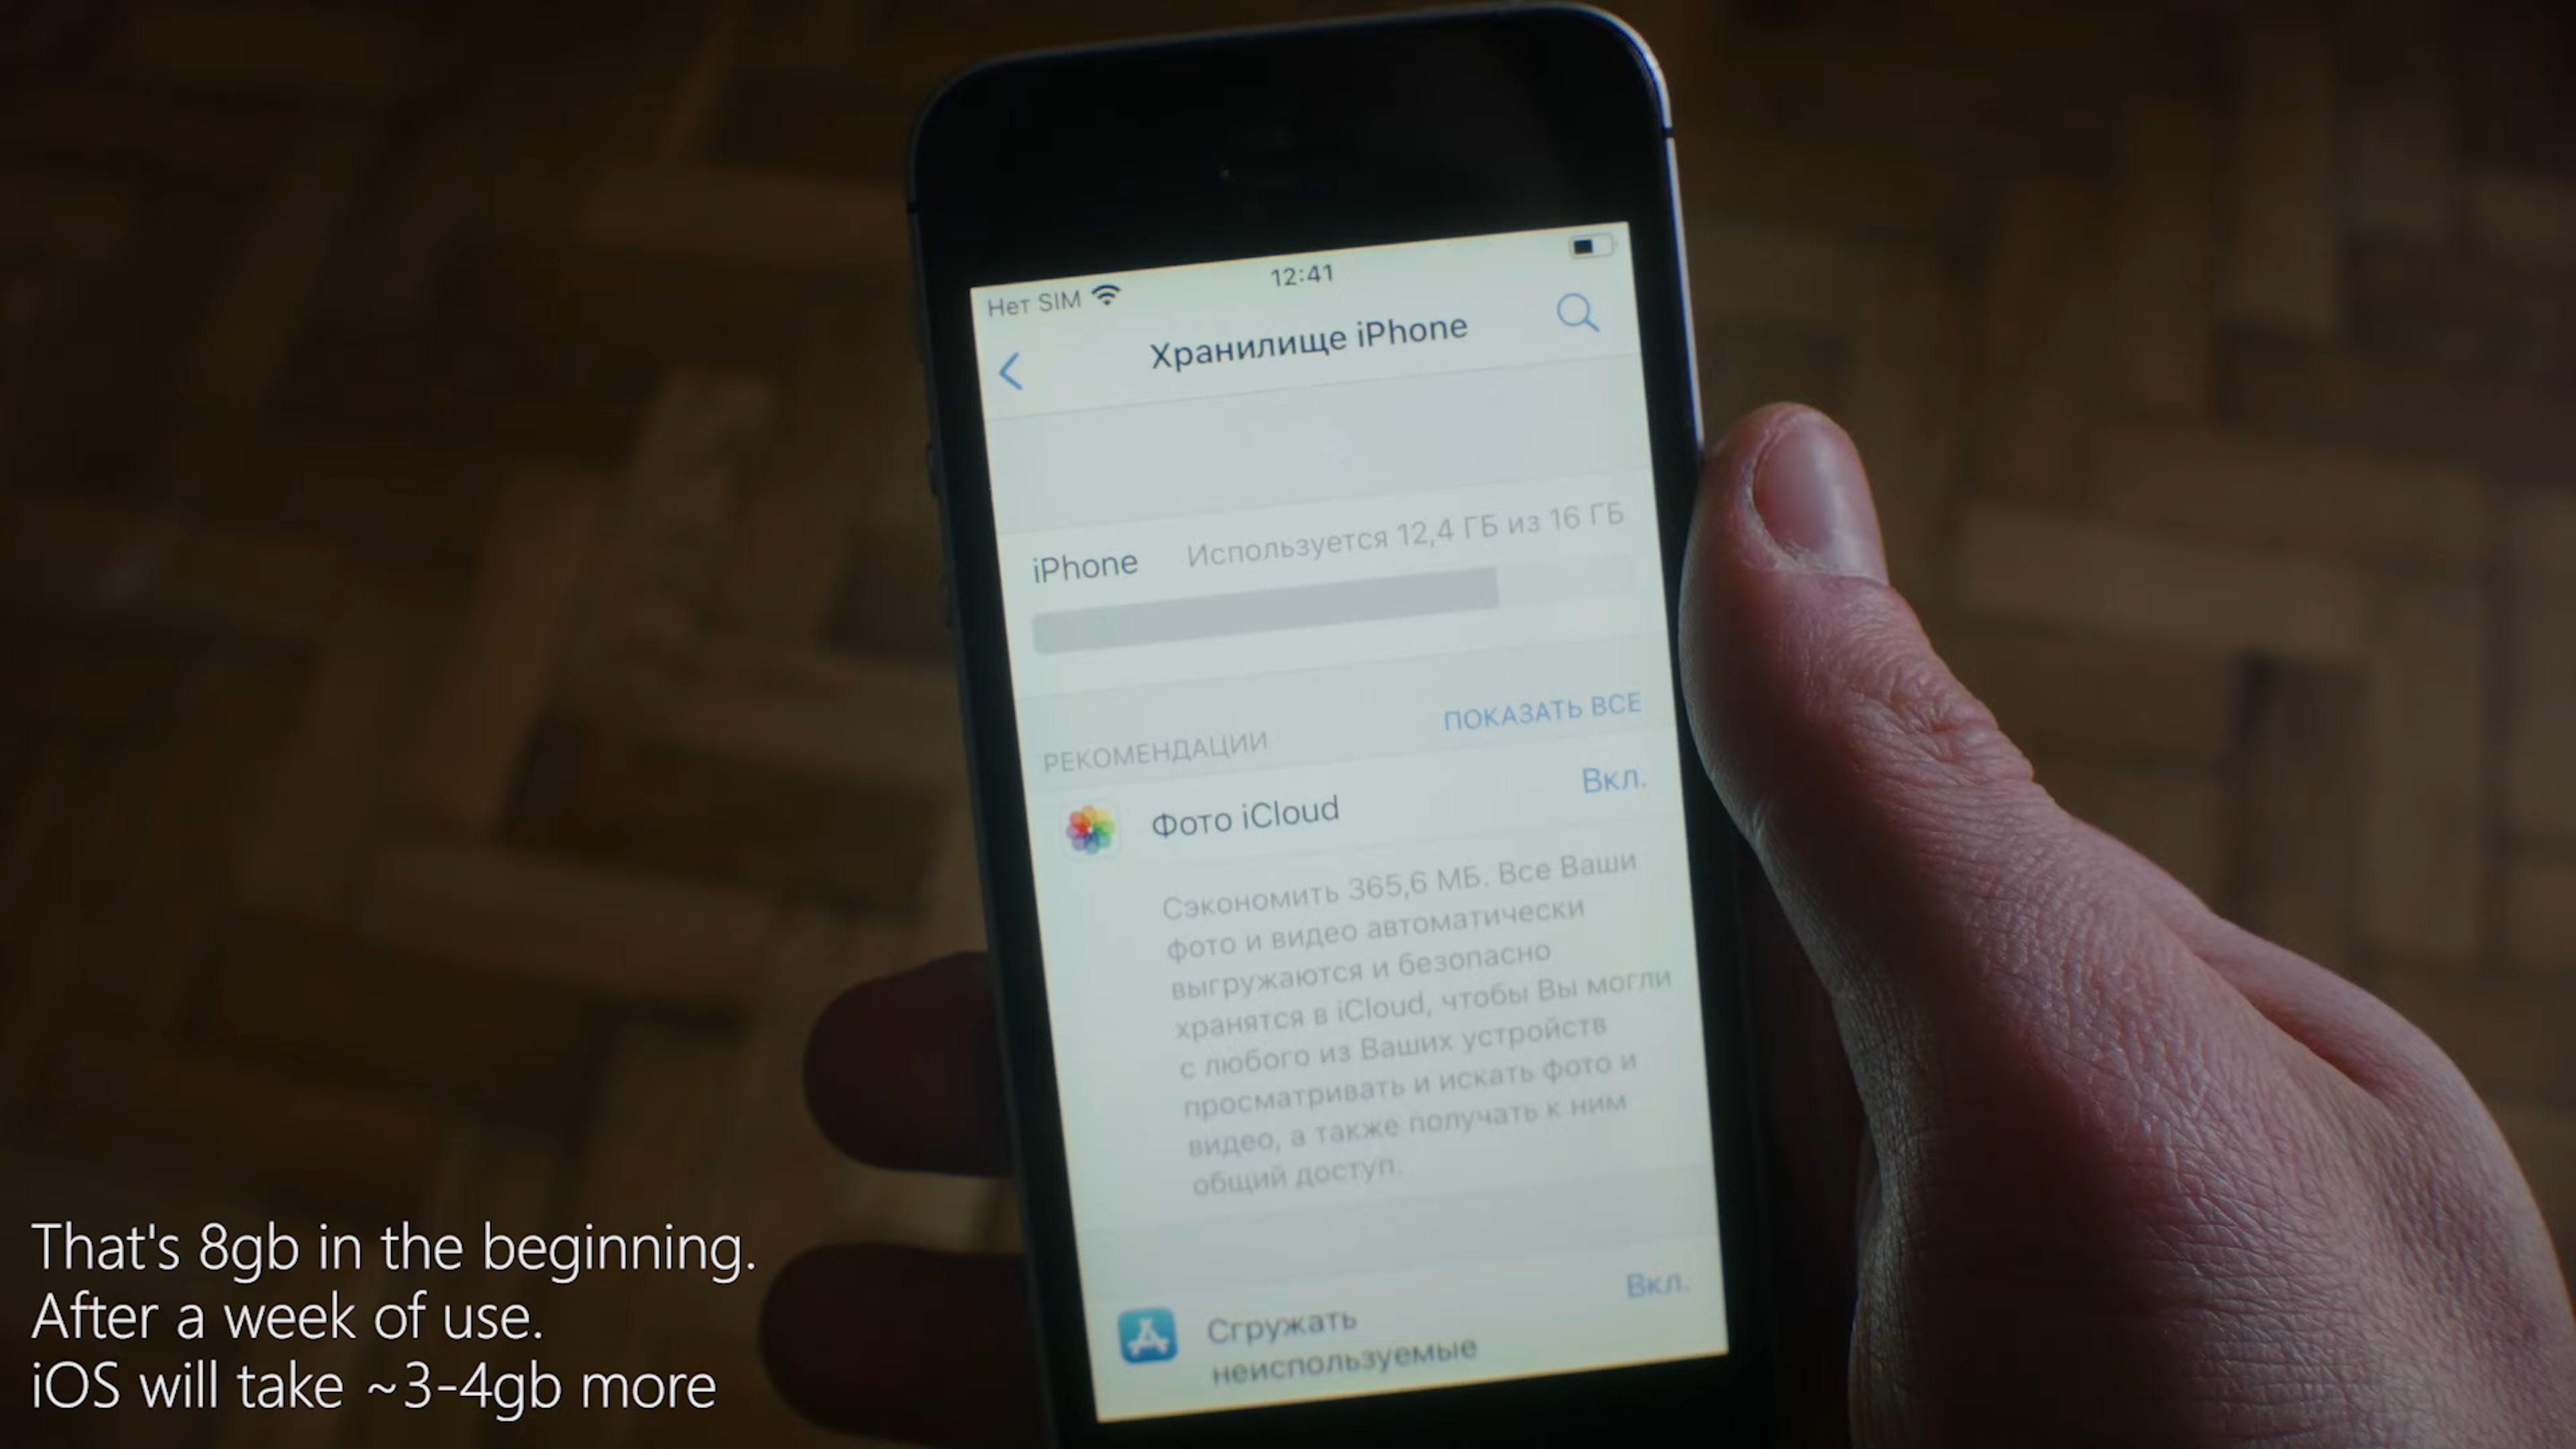 Нет SIM
12:41
Хранилище iPhone
iPhone
Используется 12,4 ГБ из 16 ГБ
РЕКОМЕНДАЦИИ
ПОКАЗАТЬ ВСЕ
Фото iCloud
Вкл.
Сэкономить 365,6 МБ. Все Ваши
фото и видео автоматически
выгружаются и безопасно
хранятся в iCloud, чтобы Вы могли
с любого из Ваших устройств
просматривать и искать фото и
видео, а также получать к ним
общий доступ.
Сгружать
неиспользуемые
Вкл.
That's 8gb in the beginning.
After a week of use.
iOS will take ~3-4gb more